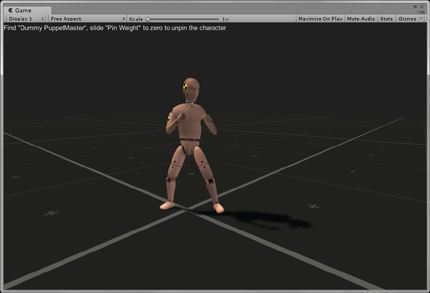 Game
Display 1 Free Aspect Scale 1x Maximize On Play Mute Audio Stats Gizmos
Find "Dummy PuppetMaster", slide "Pin Weight" to zero to unpin the character